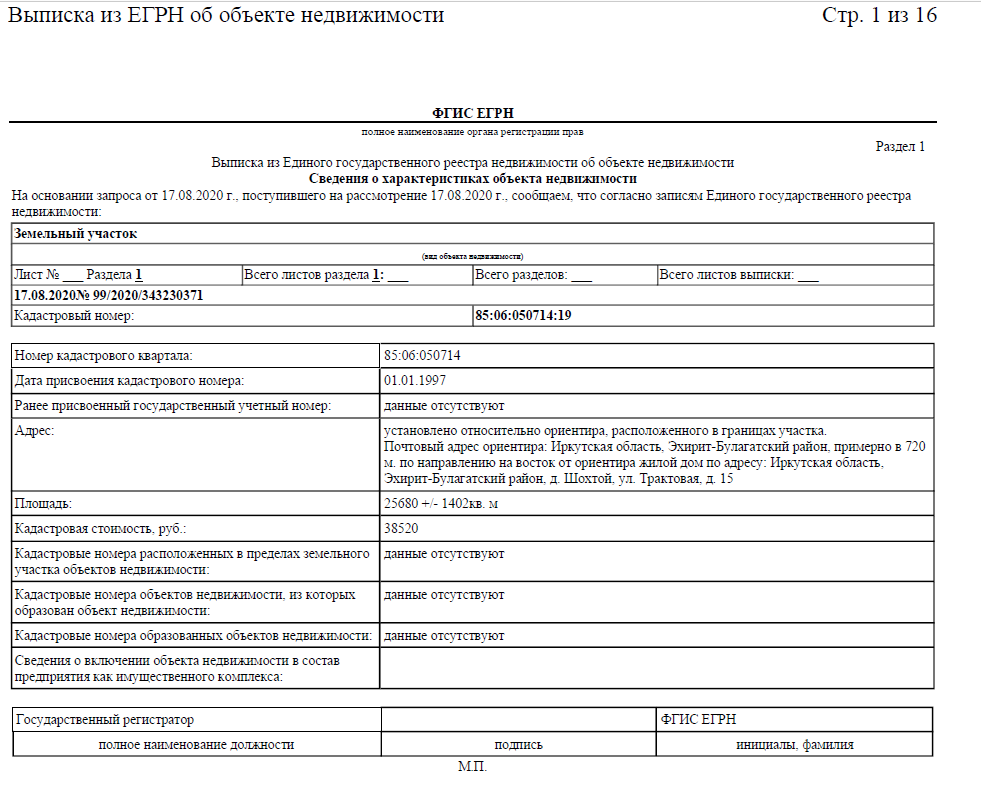 Выписка из ЕГРН об объекте недвижимости Стр. 1 из 16
ФГИС ЕГРН
полное наименование органа регистрации прав
Раздел 1
Выписка из Единого государственного реестра недвижимости об объекте недвижимости
Сведения о характеристиках объекта недвижимости
На основании запроса от 17.08.2020 г., поступившего на рассмотрение 17.08.2020 г., сообщаем, что согласно записям Единого государственного реестра
недвижимости:
Земельный участок
(вид объекта недвижимости)
Лист № ___ Раздела 1 Всего листов раздела 1: ___ Всего разделов: ___ Всего листов выписки: ___
17.08.2020№ 99/2020/343230371
Кадастровый номер: 85:06:050714:19
Номер кадастрового квартала: 85:06:050714
Дата присвоения кадастрового номера: 01.01.1997
Ранее присвоенный государственный учетный номер: данные отсутствуют
Адрес: установлено относительно ориентира, расположенного в границах участка.
Почтовый адрес ориентира: Иркутская область, Эхирит-Булагатский район, примерно в 720
м. по направлению на восток от ориентира жилой дом по адресу: Иркутская область,
Эхирит-Булагатский район, д. Шохтой, ул. Трактовая, д. 15
Площадь: 25680 +/- 1402кв. м
Кадастровая стоимость, руб.: 38520
Кадастровые номера расположенных в пределах земельного данные отсутствуют
участка объектов недвижимости:
Кадастровые номера объектов недвижимости, из которых данные отсутствуют
образован объект недвижимости:
Кадастровые номера образованных объектов недвижимости: данные отсутствуют
Сведения о включении объекта недвижимости в состав
предприятия как имущественного комплекса:
Государственный регистратор ФГИС ЕГРН
полное наименование должности подпись инициалы, фамилия
М.П.